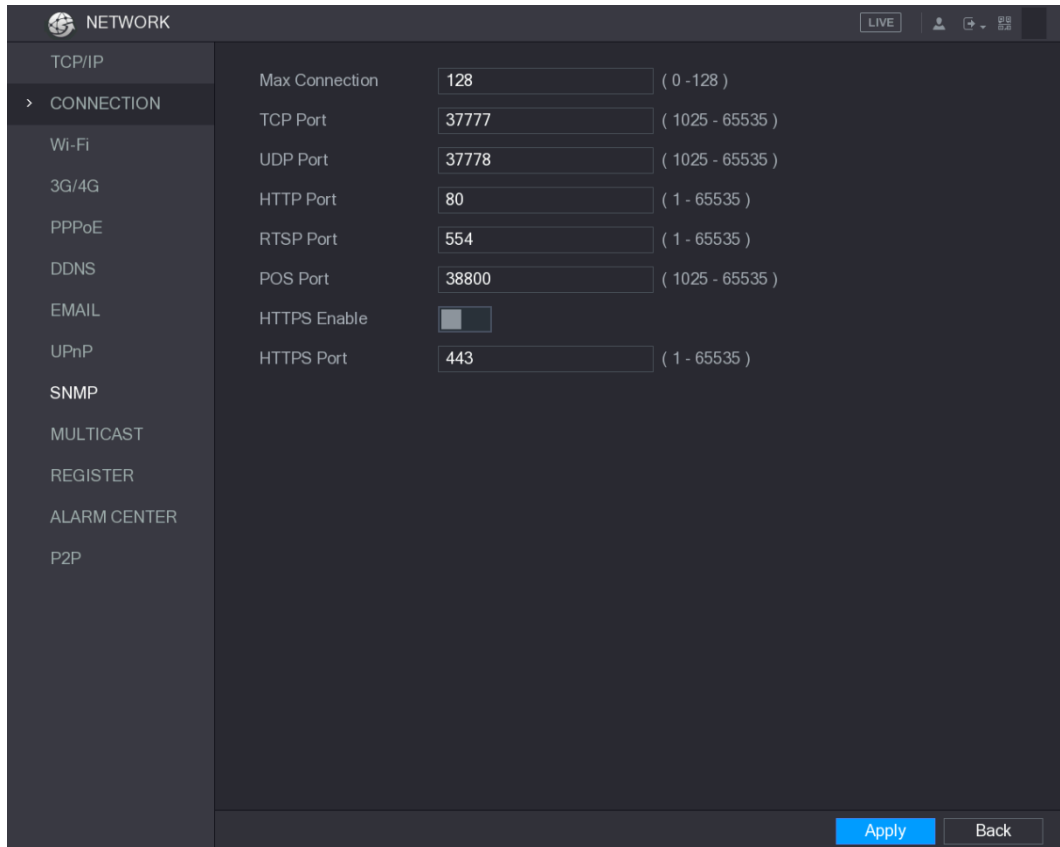 NETWORK
LIVE
TCP/IP
CONNECTION
Wi-Fi
3G/4G
PPPoE
DDNS
EMAIL
UPnP
SNMP
MULTICAST
REGISTER
ALARM CENTER
P2P
Max Connection 128 ( 0 -128 )
TCP Port 37777 ( 1025 - 65535 )
UDP Port 37778 ( 1025 - 65535 )
HTTP Port 80 ( 1 - 65535 )
RTSP Port 554 ( 1 - 65535 )
POS Port 38800 ( 1025 - 65535 )
HTTPS Enable
HTTPS Port 443 ( 1 - 65535 )
Apply Back